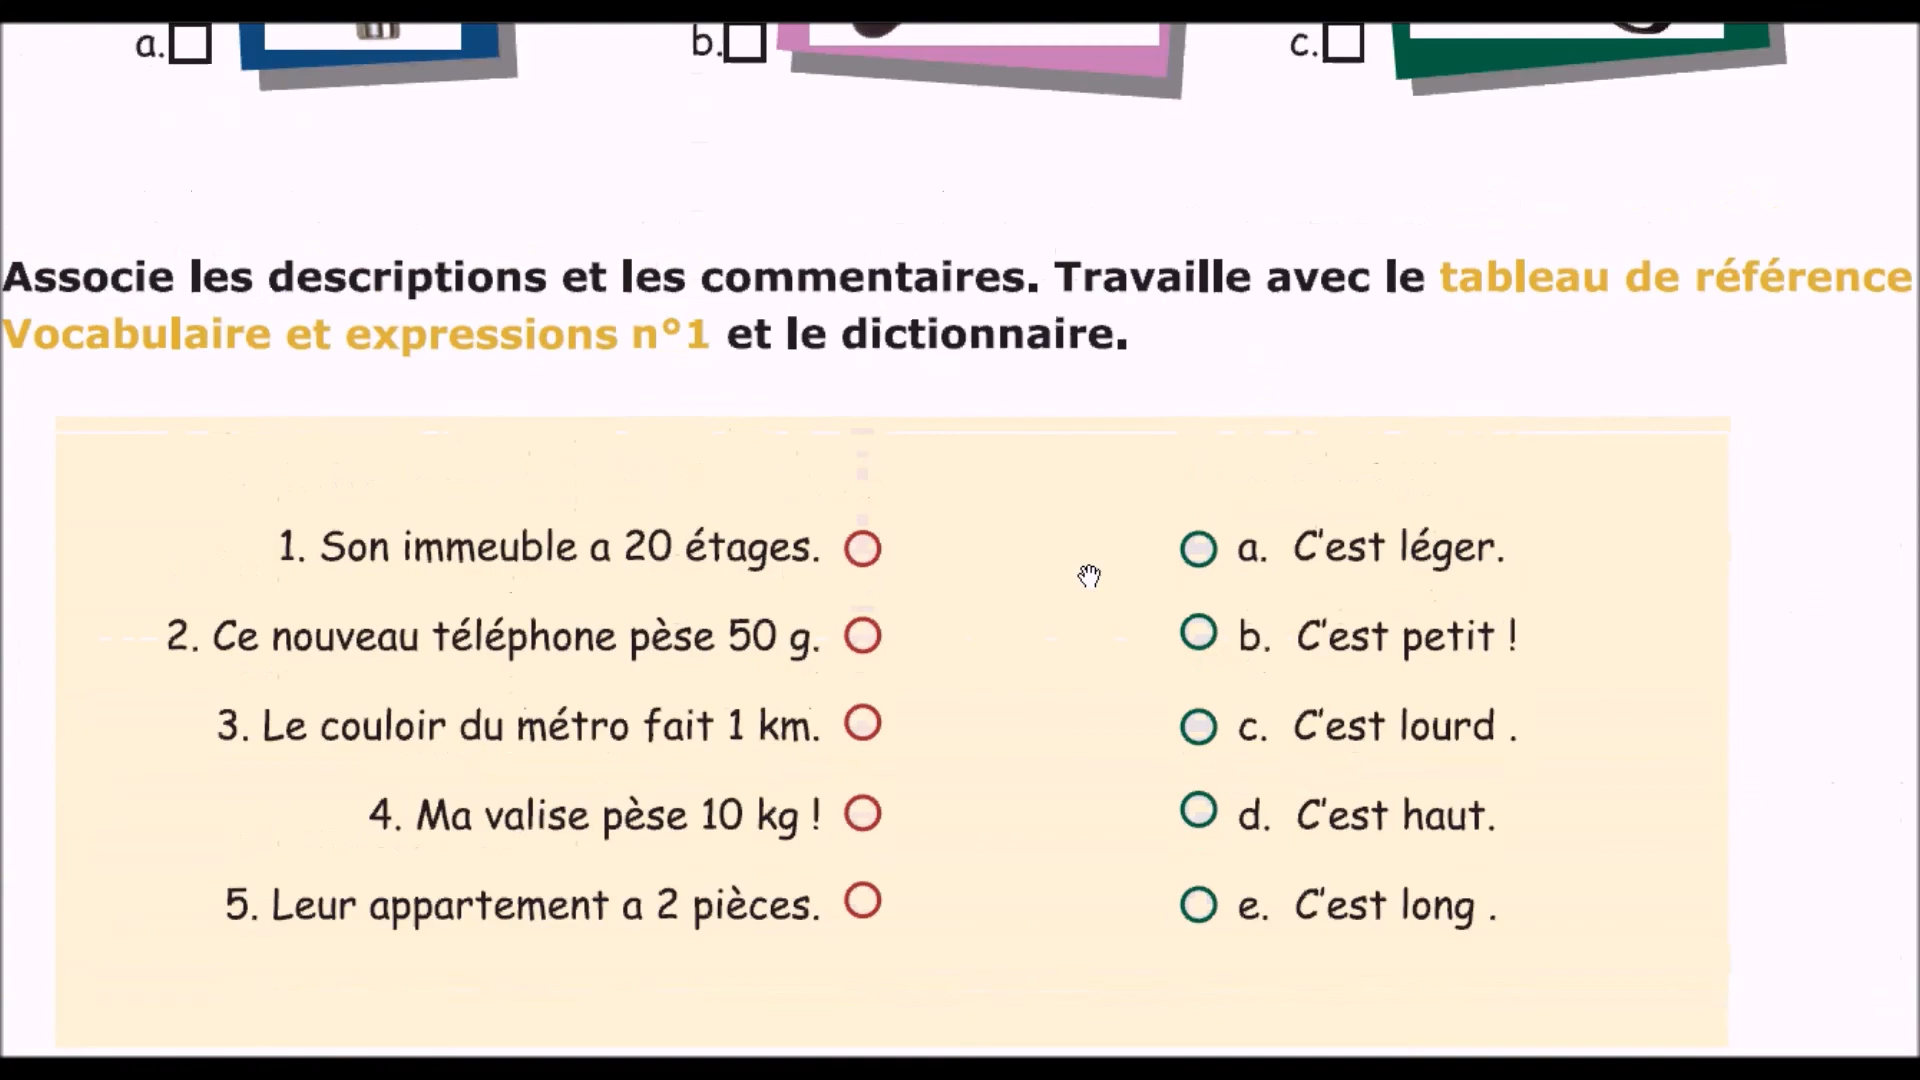 a. b. c.
Associe les descriptions et les commentaires. Travaille avec le tableau de référence
Vocabulaire et expressions n°1 et le dictionnaire.
1. Son immeuble a 20 étages. a. C'est léger.
2. Ce nouveau téléphone pèse 50 g. b. C'est petit !
3. Le couloir du métro fait 1 km. c. C'est lourd .
4. Ma valise pèse 10 kg ! d. C'est haut.
5. Leur appartement a 2 pièces. e. C'est long .